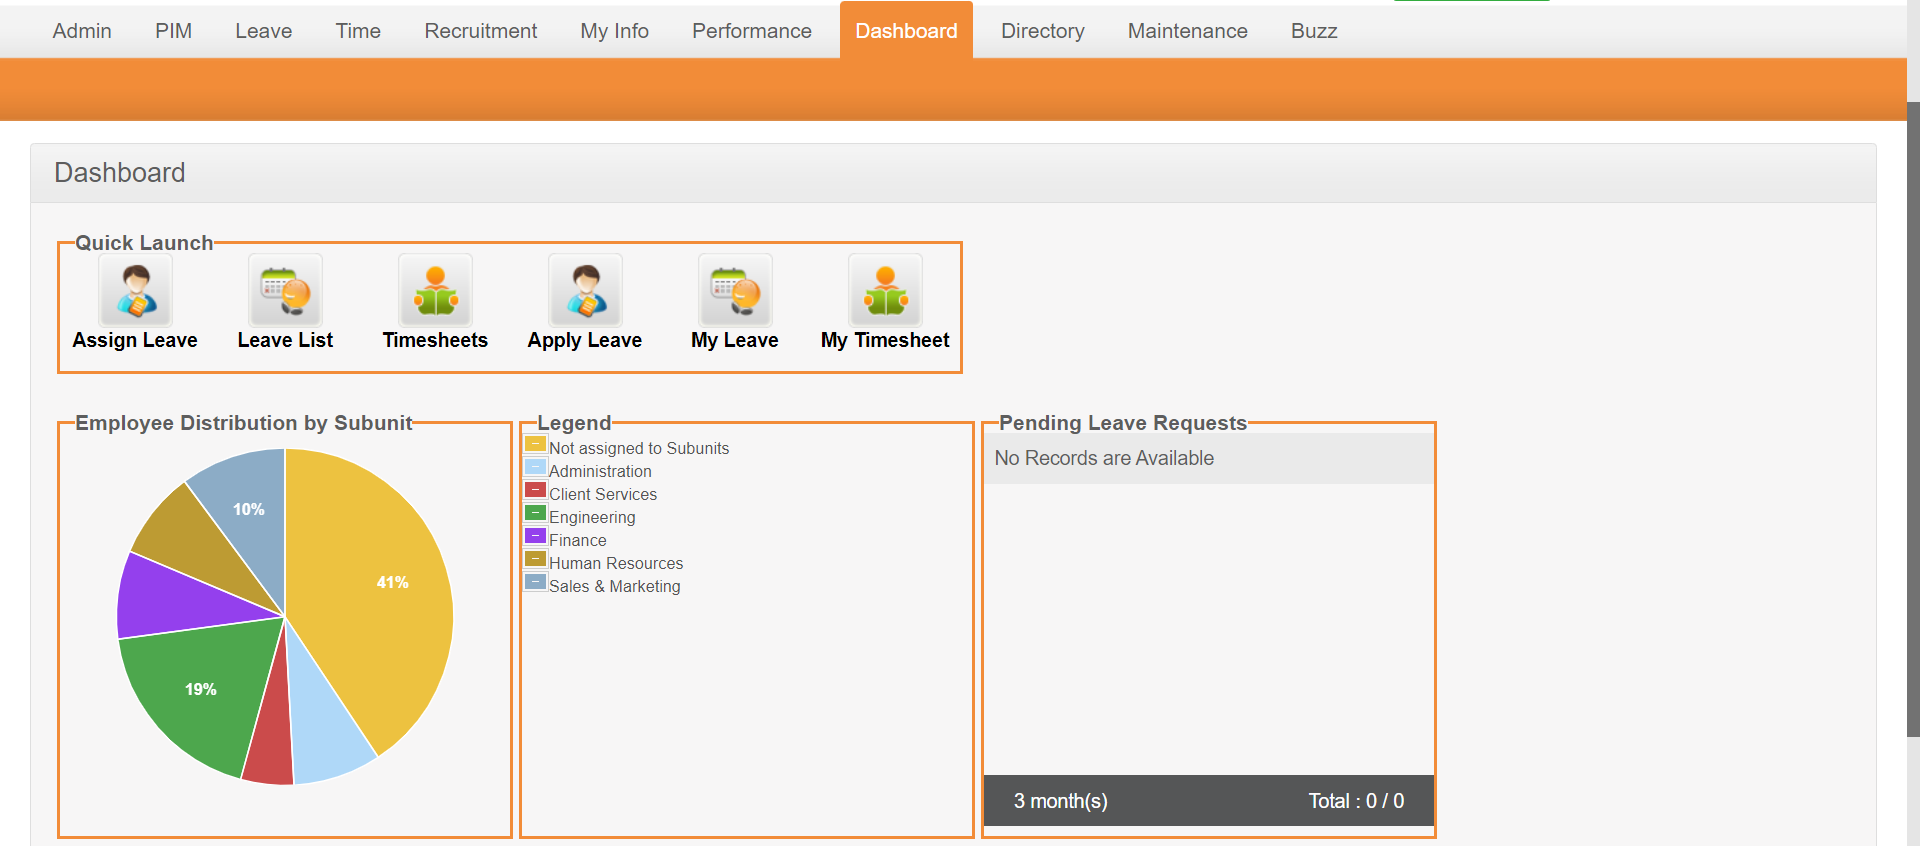 Admin PIM Leave Time Recruitment My Info Performance Dashboard Directory Maintenance Buzz
Dashboard
Quick Launch
Assign Leave Leave List Timesheets Apply Leave My Leave My Timesheet
Employee Distribution by Subunit
10%
41%
19%
Legend
Not assigned to Subunits
Administration
Client Services
Engineering
Finance
Human Resources
Sales & Marketing
Pending Leave Requests
No Records are Available
3 month(s) Total : 0 / 0